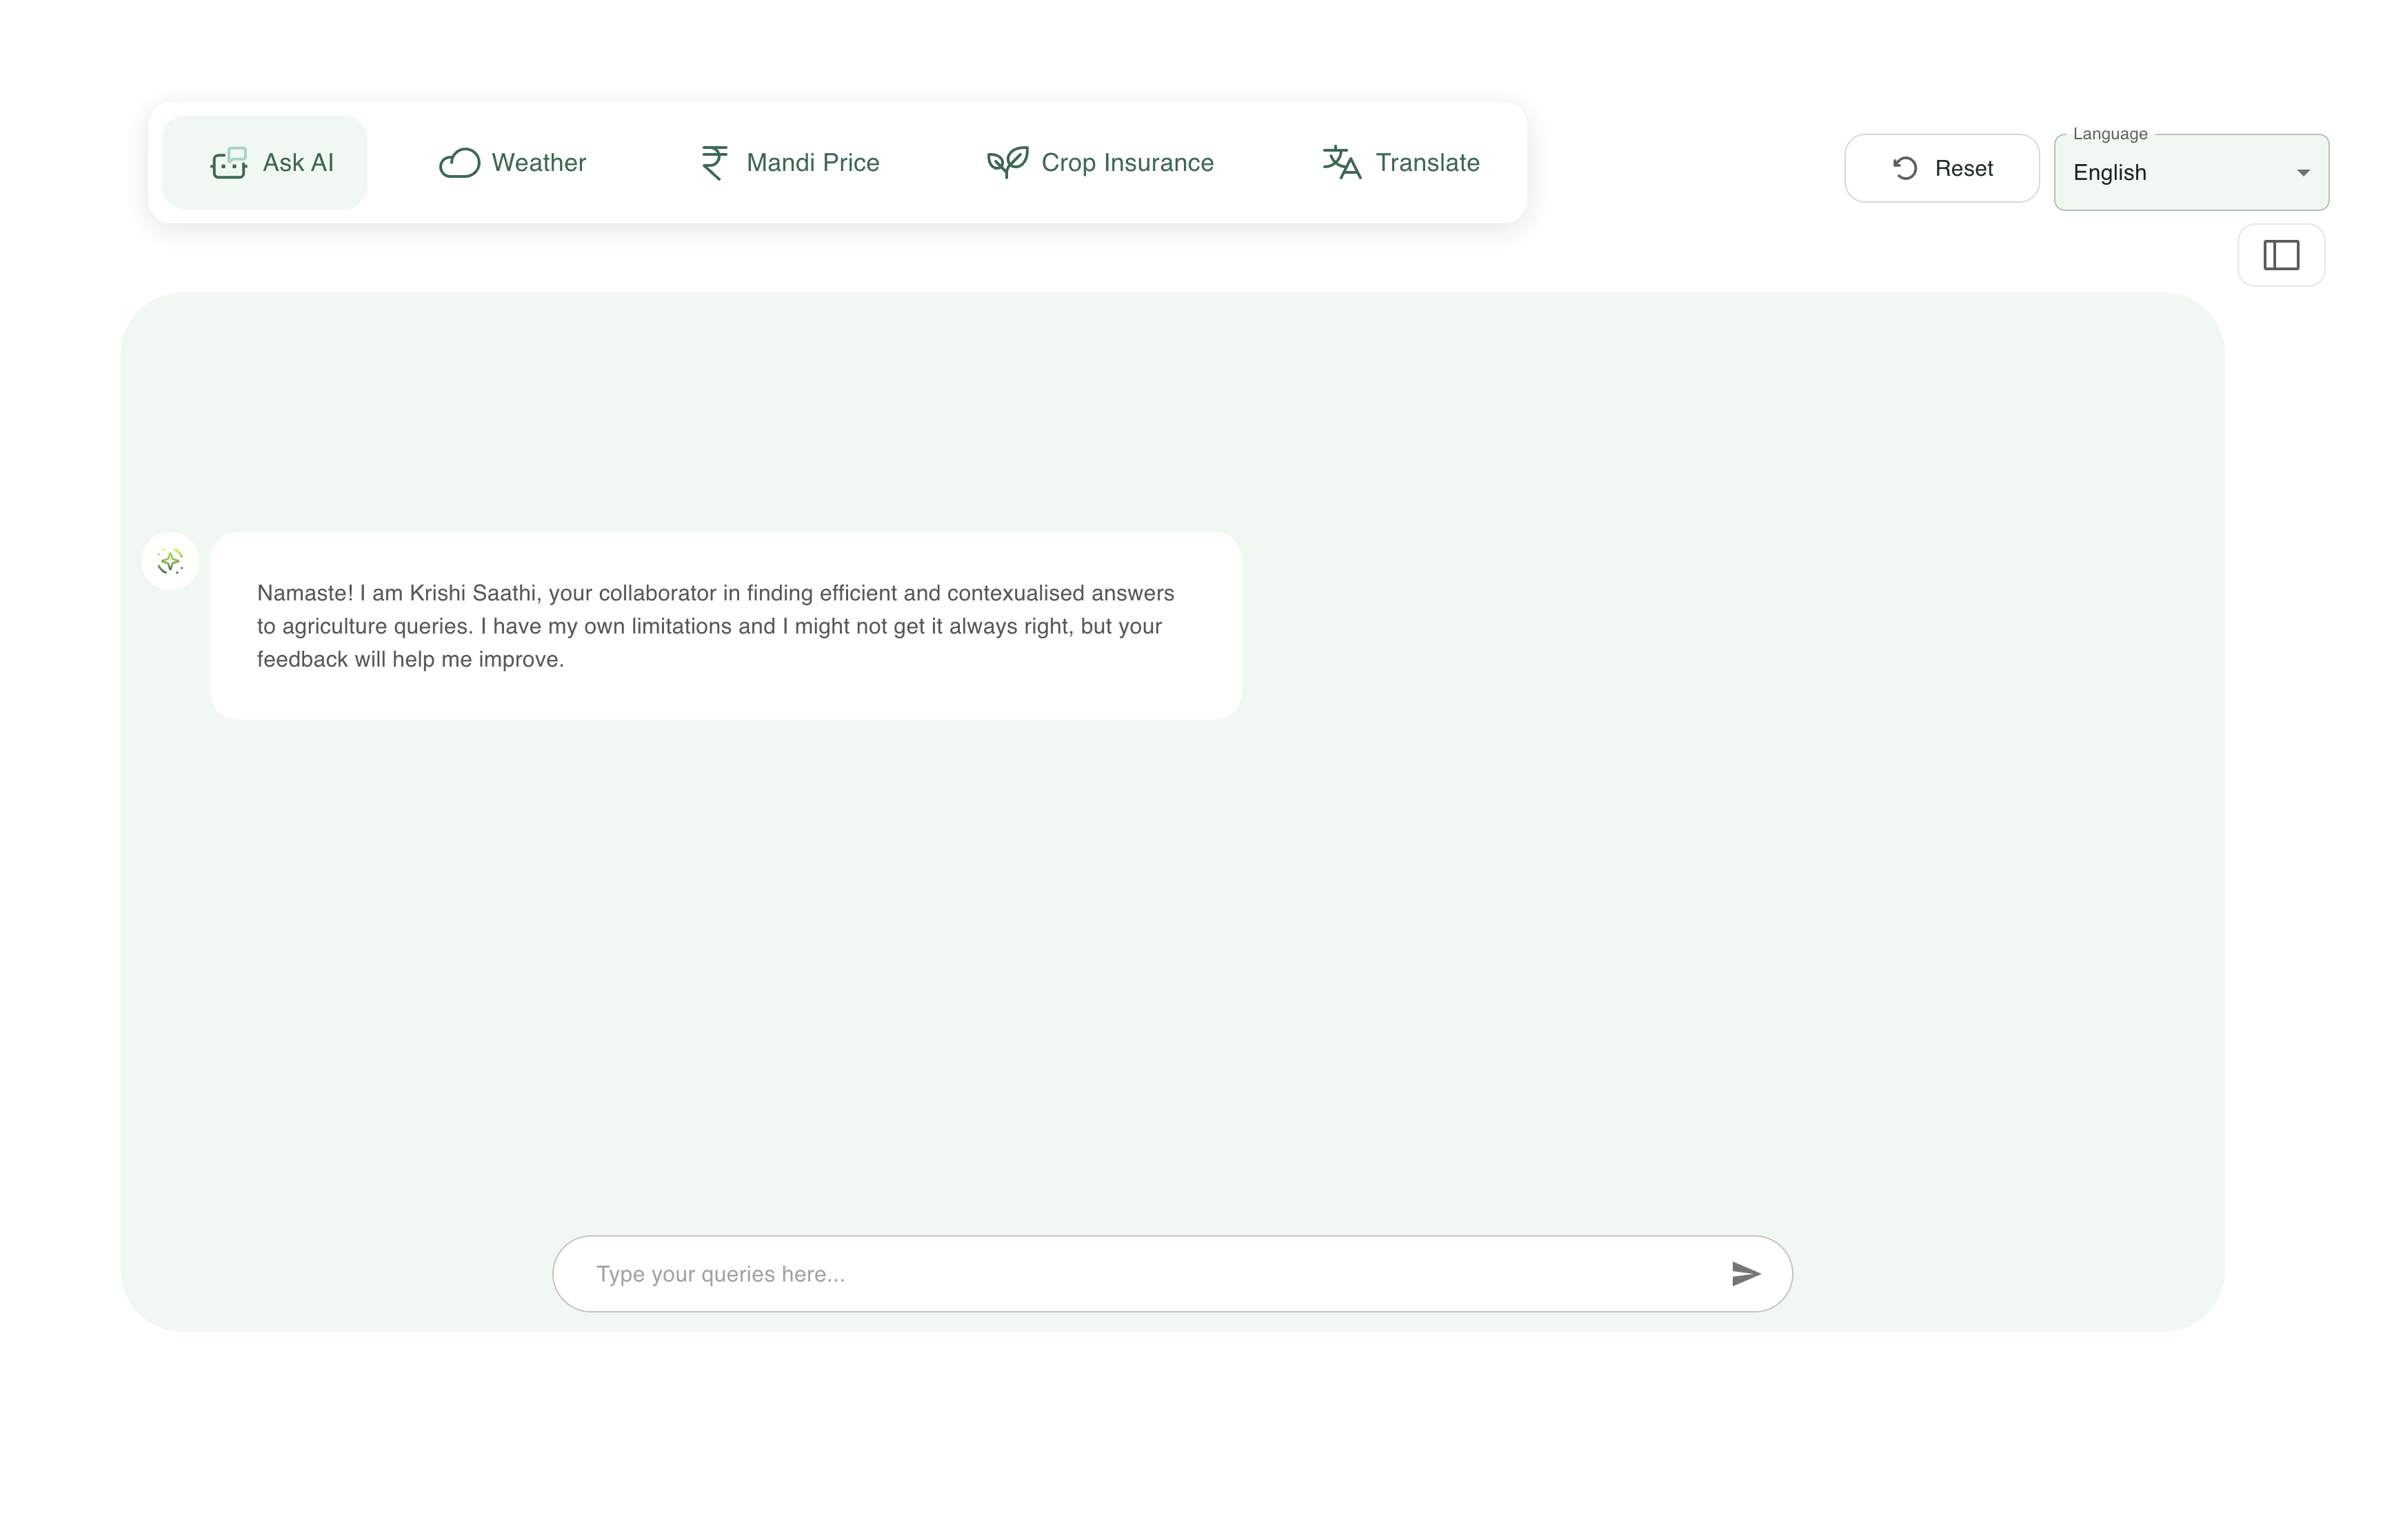 Ask AI
Weather
Mandi Price
Crop Insurance
Translate
Reset
Language
English
Namaste! I am Krishi Saathi, your collaborator in finding efficient and contexualised answers
to agriculture queries. I have my own limitations and I might not get it always right, but your
feedback will help me improve.
Type your queries here...